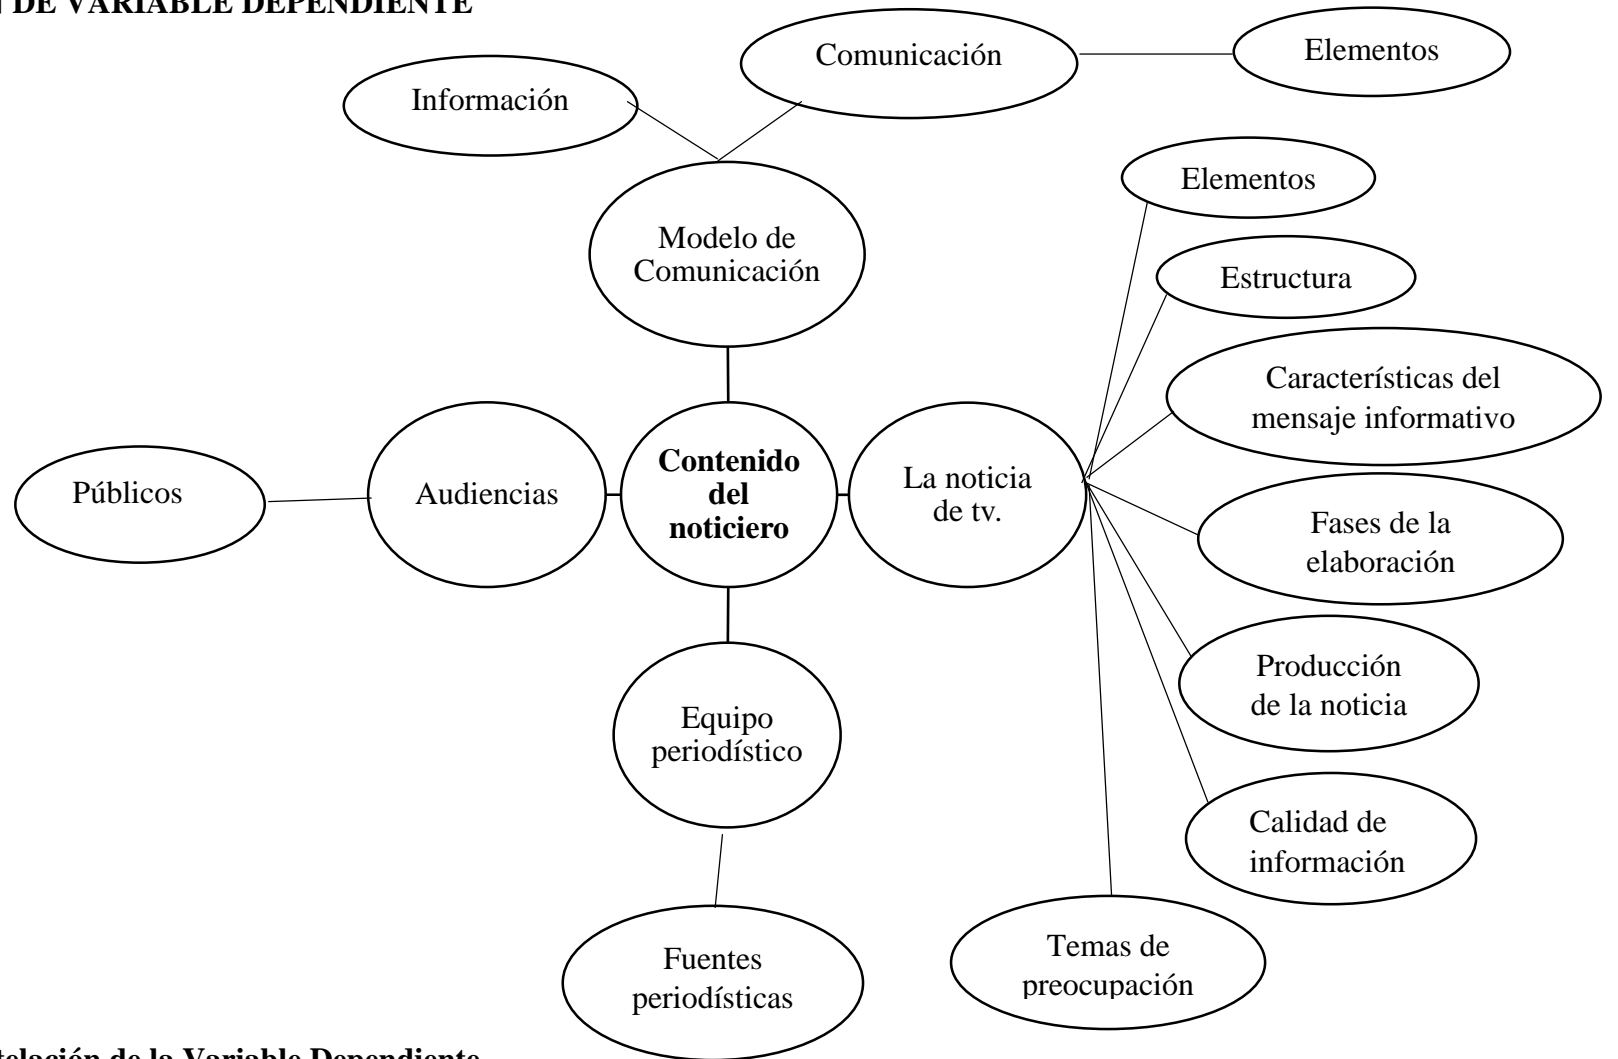 DE VARIABLE DEPENDIENTE
Comunicación
Elementos
Información
Elementos
Modelo de
Comunicación
Estructura
Características del
mensaje informativo
Públicos
Audiencias
Contenido
del
noticiero
La noticia
de tv.
Fases de la
elaboración
Producción
de la noticia
Equipo
periodístico
Calidad de
información
Fuentes
periodísticas
Temas de
preocupación
de la Variable Dependiente